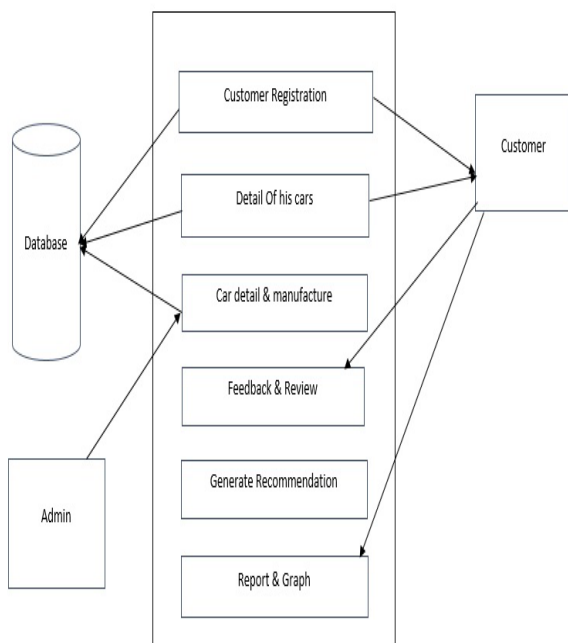 Customer Registration
Customer
Detail Of his cars
Database
Car detail & manufacture
Feedback & Review
Generate Recommendation
Admin
Report & Graph